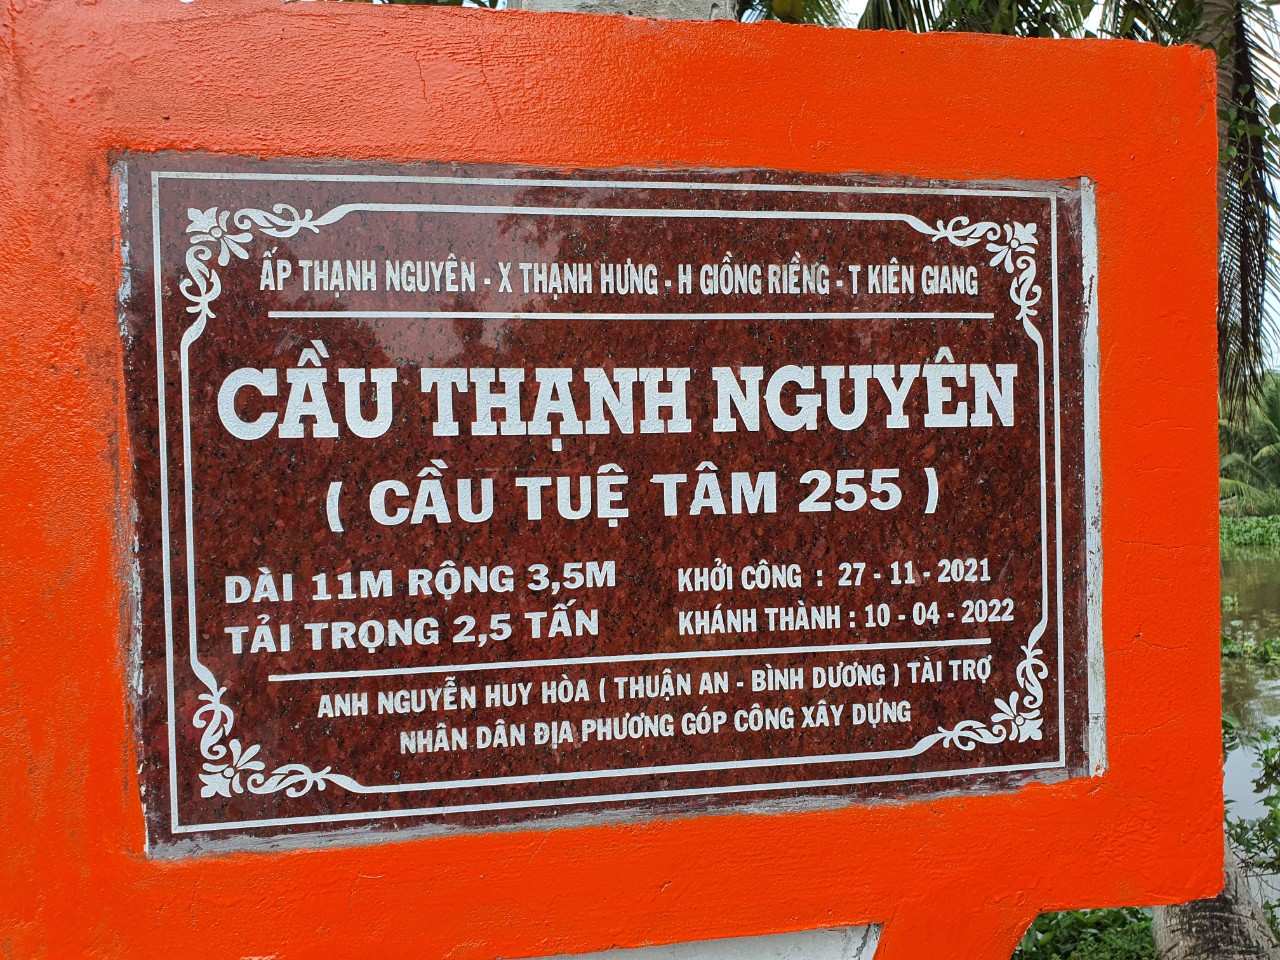 ẤP THẠNH NGUYÊN - X THẠNH HƯNG - H GIỒNG RIỀNG - T KIÊN GIANG
CẦU THẠNH NGUYÊN
( CẦU TUỆ TÂM 255 )
DÀI 11M RỘNG 3,5M
TẢI TRỌNG 2,5 TẤN
KHỞI CÔNG : 27 - 11 - 2021
KHÁNH THÀNH : 10 - 04 - 2022
ANH NGUYỄN HUY HÒA ( THUẬN AN - BÌNH DƯƠNG ) TÀI TRỢ
NHÂN DÂN ĐỊA PHƯƠNG GÓP CÔNG XÂY DỰNG